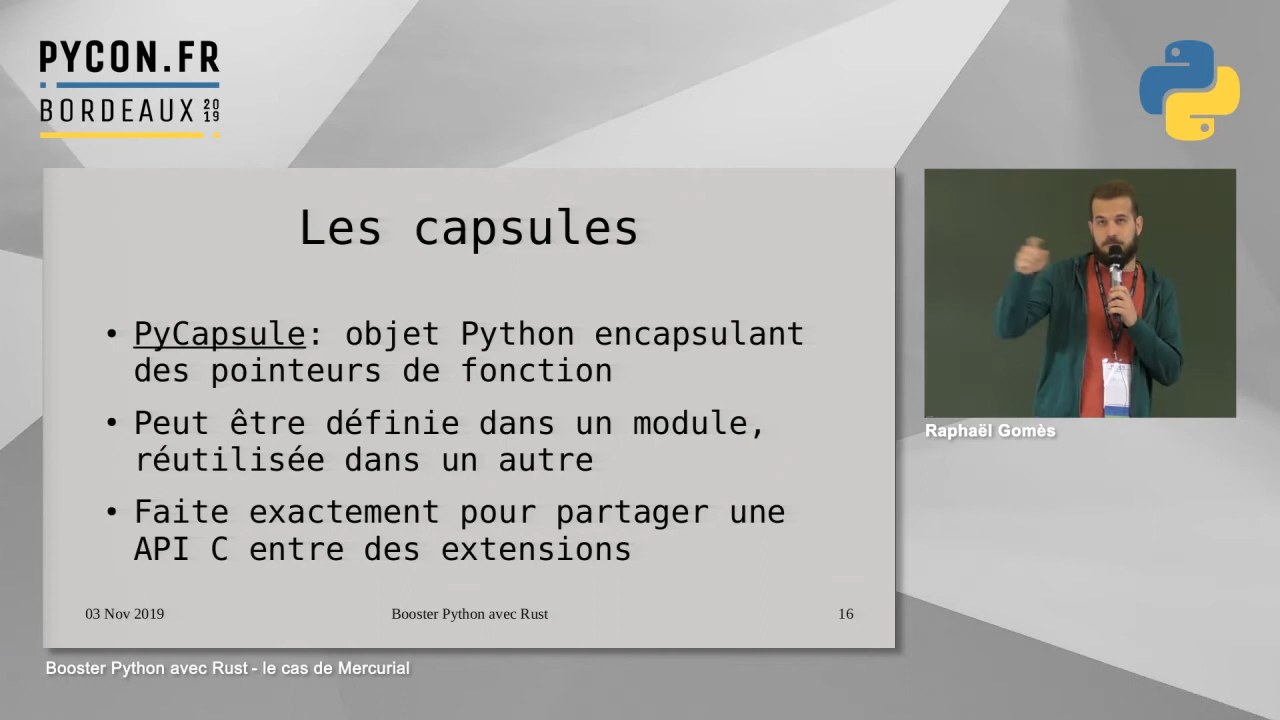 PYCON.FR
BORDEAUX 20
19
Les capsules
• PyCapsule: objet Python encapsulant
des pointeurs de fonction
• Peut être définie dans un module,
réutilisée dans un autre
• Faite exactement pour partager une
API C entre des extensions
03 Nov 2019 Booster Python avec Rust 16
Raphaël Gomès
Booster Python avec Rust - le cas de Mercurial